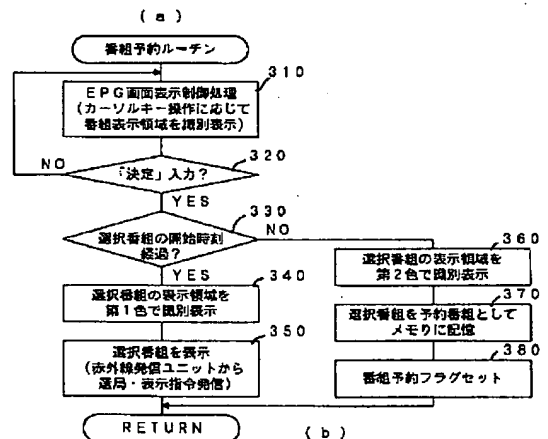 (a)
番組予約ルーチン
310
EPG画面表示制御処理
(カーソルキー操作に応じて
番組表示領域を識別表示)
320
NO
「決定」入力?
YES
330
NO
選択番組の開始時刻
経過?
YES
340
選択番組の表示領域を
第1色で識別表示
350
選択番組を表示
(赤外線発信ユニットから
選局・表示指令発信)
360
選択番組の表示領域を
第2色で識別表示
370
選択番組を予約番組として
メモリに記憶
380
番組予約フラグセット
RETURN
(b)